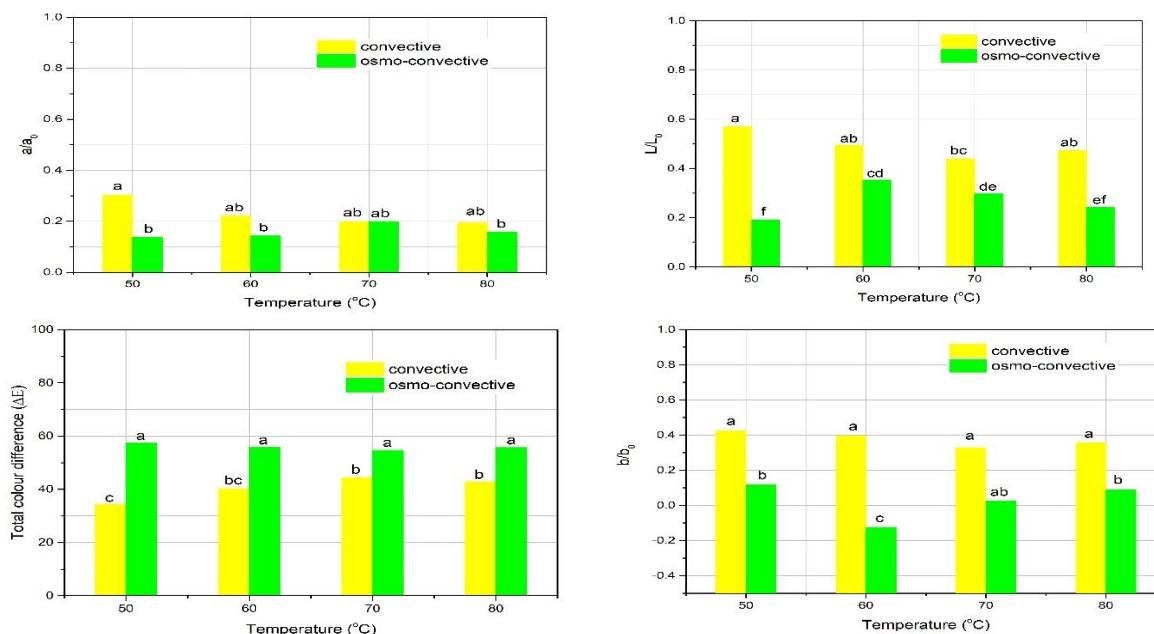 1.0
0.8
0.6
0.4
0.2
0.0
a/a₀
convective
osmo-convective
a
b
ab
b
ab
ab
ab
b
50 60 70 80
Temperature (°C)
1.0
0.8
0.6
0.4
0.2
0.0
L/L₀
convective
osmo-convective
a
f
ab
cd
bc
de
ab
ef
50 60 70 80
Temperature (°C)
100
80
60
40
20
0
Total colour difference (ΔE)
convective
osmo-convective
c
a
bc
a
b
a
b
a
50 60 70 80
Temperature (°C)
1.0
0.8
0.6
0.4
0.2
0.0
-0.2
-0.4
b/b₀
convective
osmo-convective
a
b
a
c
a
ab
a
b
50 60 70 80
Temperature (°C)